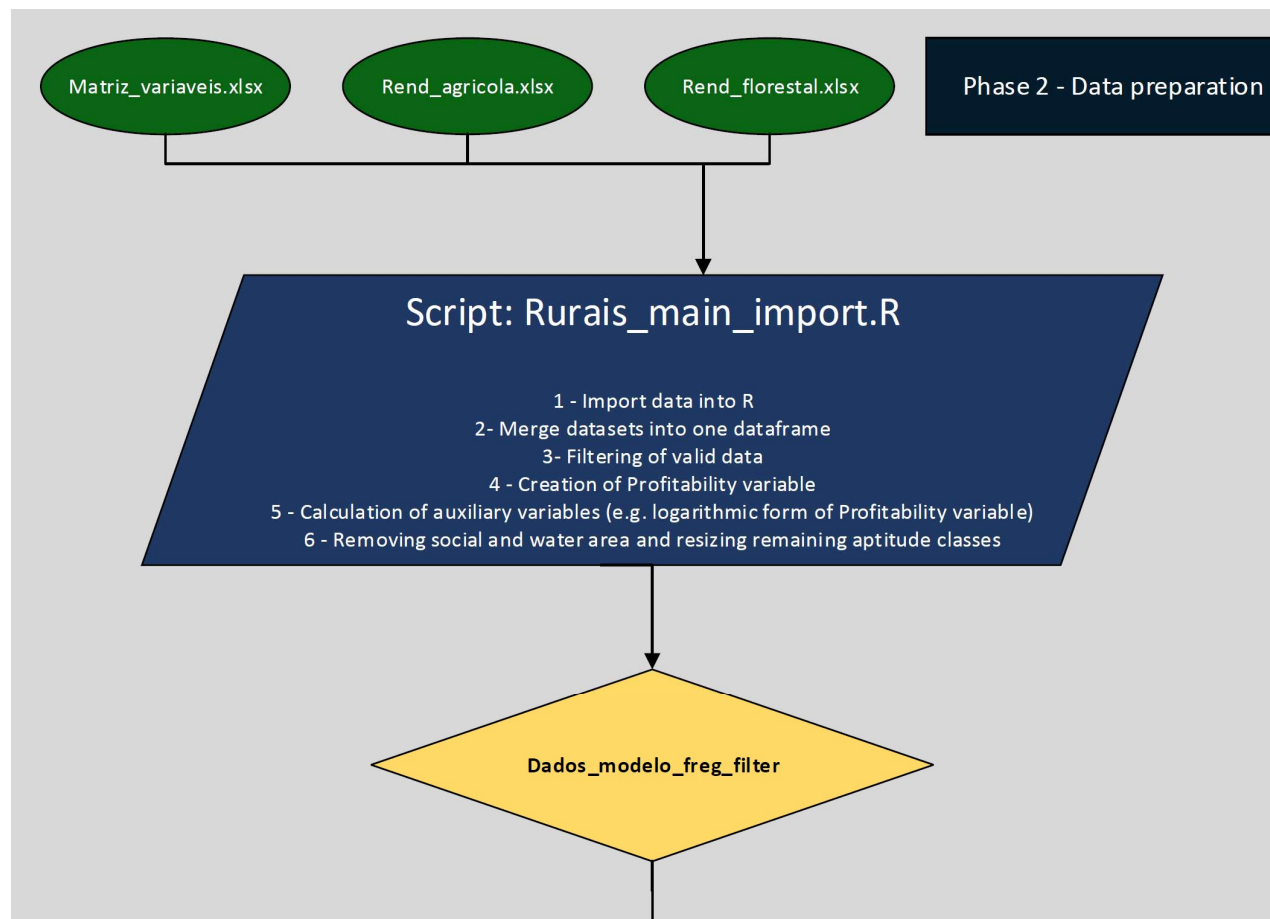 Matriz_variaveis.xlsx
Rend_agricola.xlsx
Rend_florestal.xlsx
Phase 2 - Data preparation
Script: Rurais_main_import.R
1 - Import data into R
2- Merge datasets into one dataframe
3- Filtering of valid data
4 - Creation of Profitability variable
5 - Calculation of auxiliary variables (e.g. logarithmic form of Profitability variable)
6 - Removing social and water area and resizing remaining aptitude classes
Dados_modelo_freg_filter